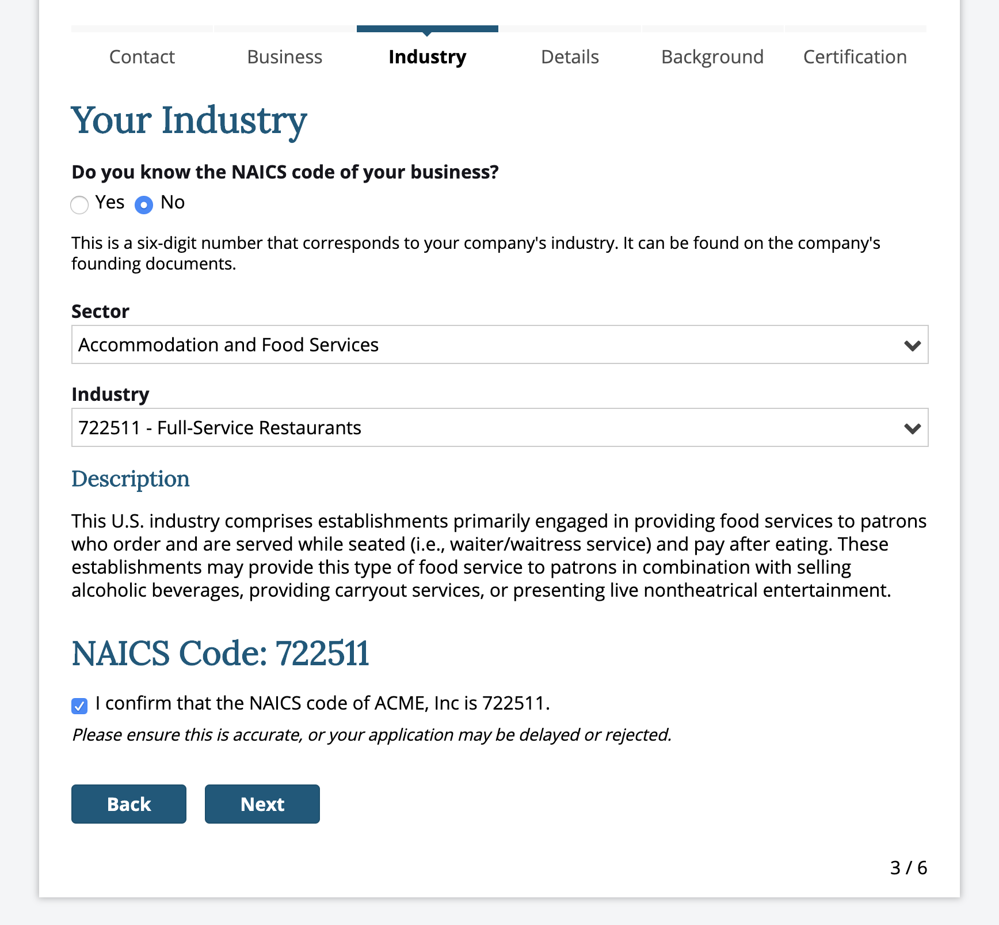 Contact Business Industry Details Background Certification
Your Industry
Do you know the NAICS code of your business?
Yes No
This is a six-digit number that corresponds to your company's industry. It can be found on the company's
founding documents.
Sector
Accommodation and Food Services
Industry
722511 - Full-Service Restaurants
Description
This U.S. industry comprises establishments primarily engaged in providing food services to patrons
who order and are served while seated (i.e., waiter/waitress service) and pay after eating. These
establishments may provide this type of food service to patrons in combination with selling
alcoholic beverages, providing carryout services, or presenting live nontheatrical entertainment.
NAICS Code: 722511
I confirm that the NAICS code of ACME, Inc is 722511.
Please ensure this is accurate, or your application may be delayed or rejected.
Back Next
3 / 6